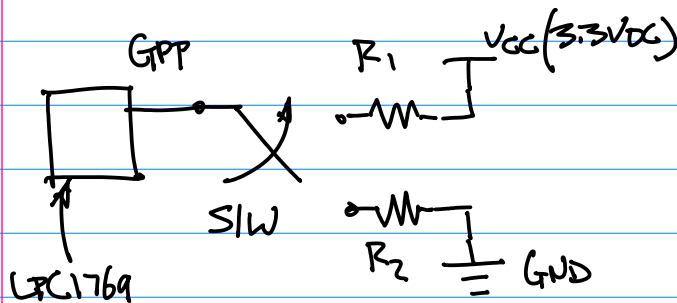 GPP
R1
VCC (3.3VDC)
S/W
R2
GND
LPC1769